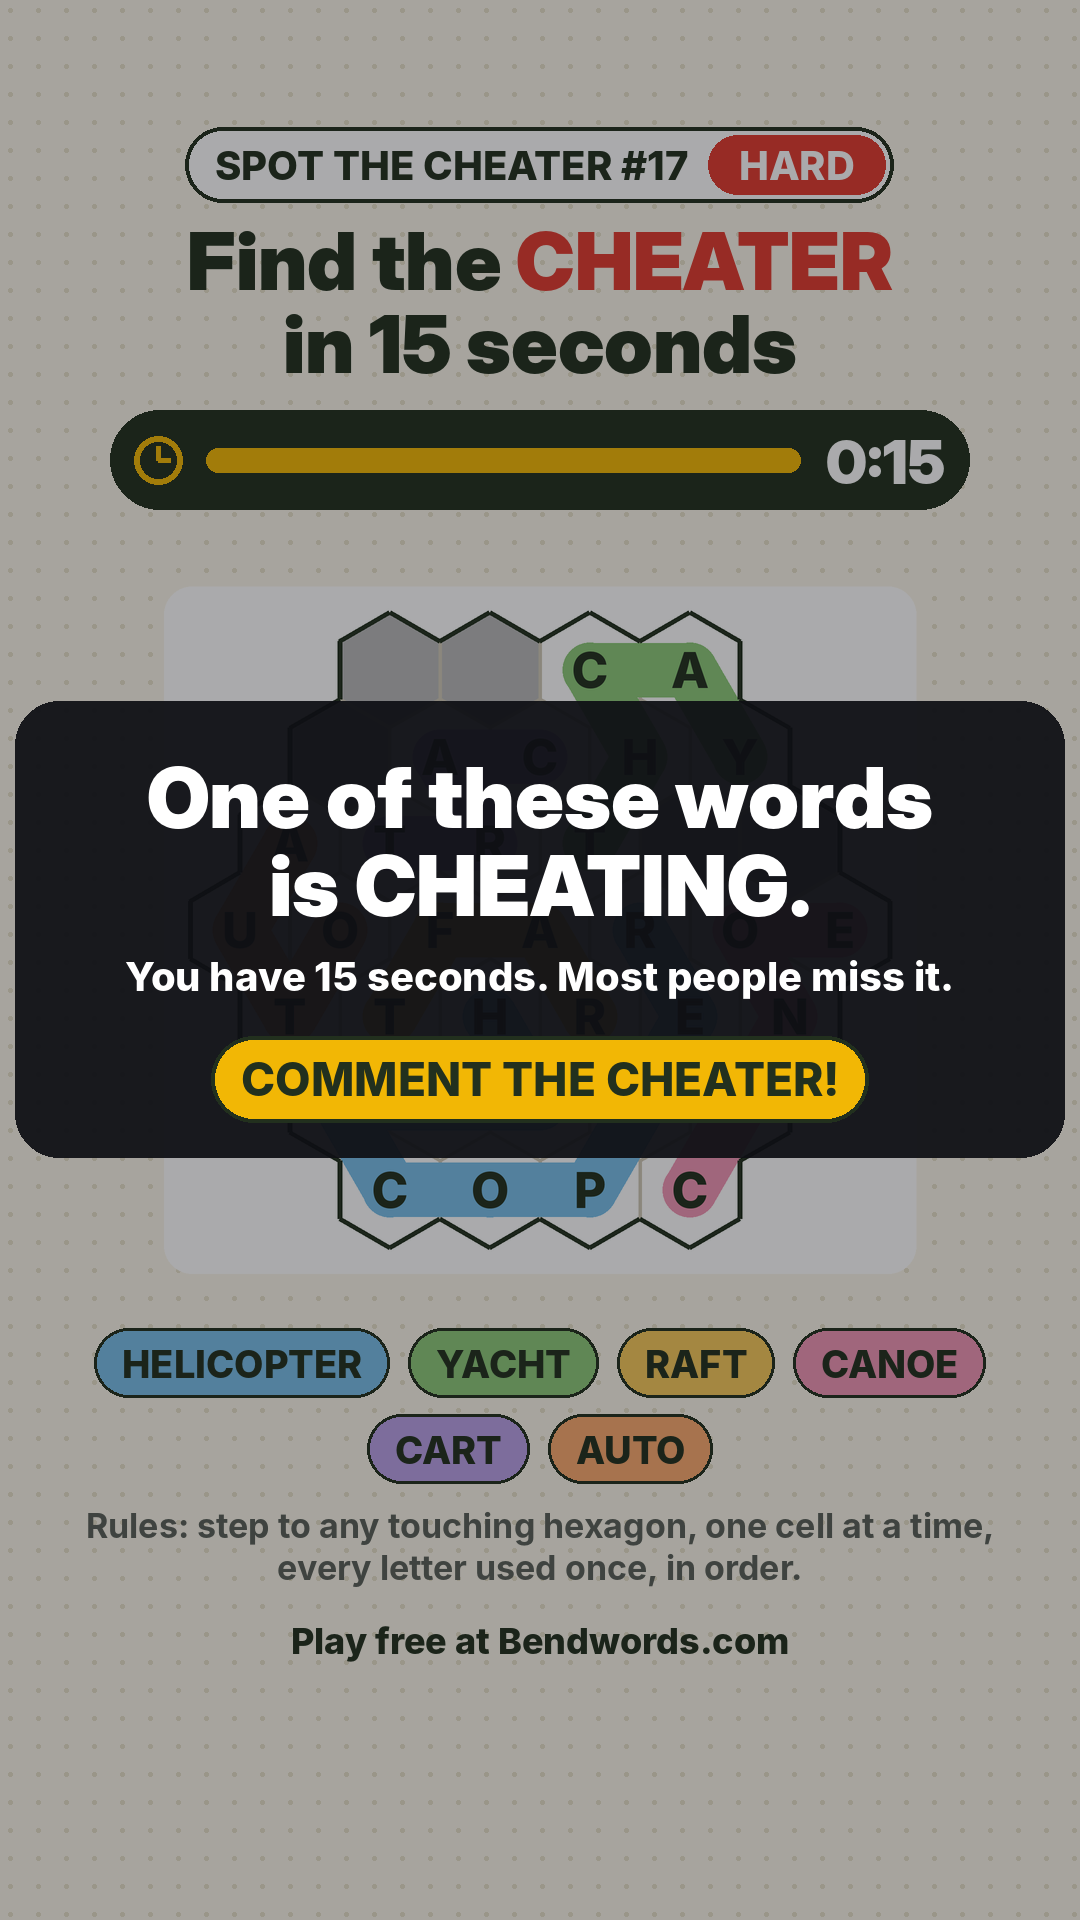 SPOT THE CHEATER #17 HARD
Find the CHEATER
in 15 seconds
0:15
C A
A C H Y
One of these words
is CHEATING.
U O F A R O E
You have 15 seconds. Most people miss it.
T T H R E N
COMMENT THE CHEATER!
C O P C
HELICOPTER YACHT RAFT CANOE
CART AUTO
Rules: step to any touching hexagon, one cell at a time,
every letter used once, in order.
Play free at Bendwords.com